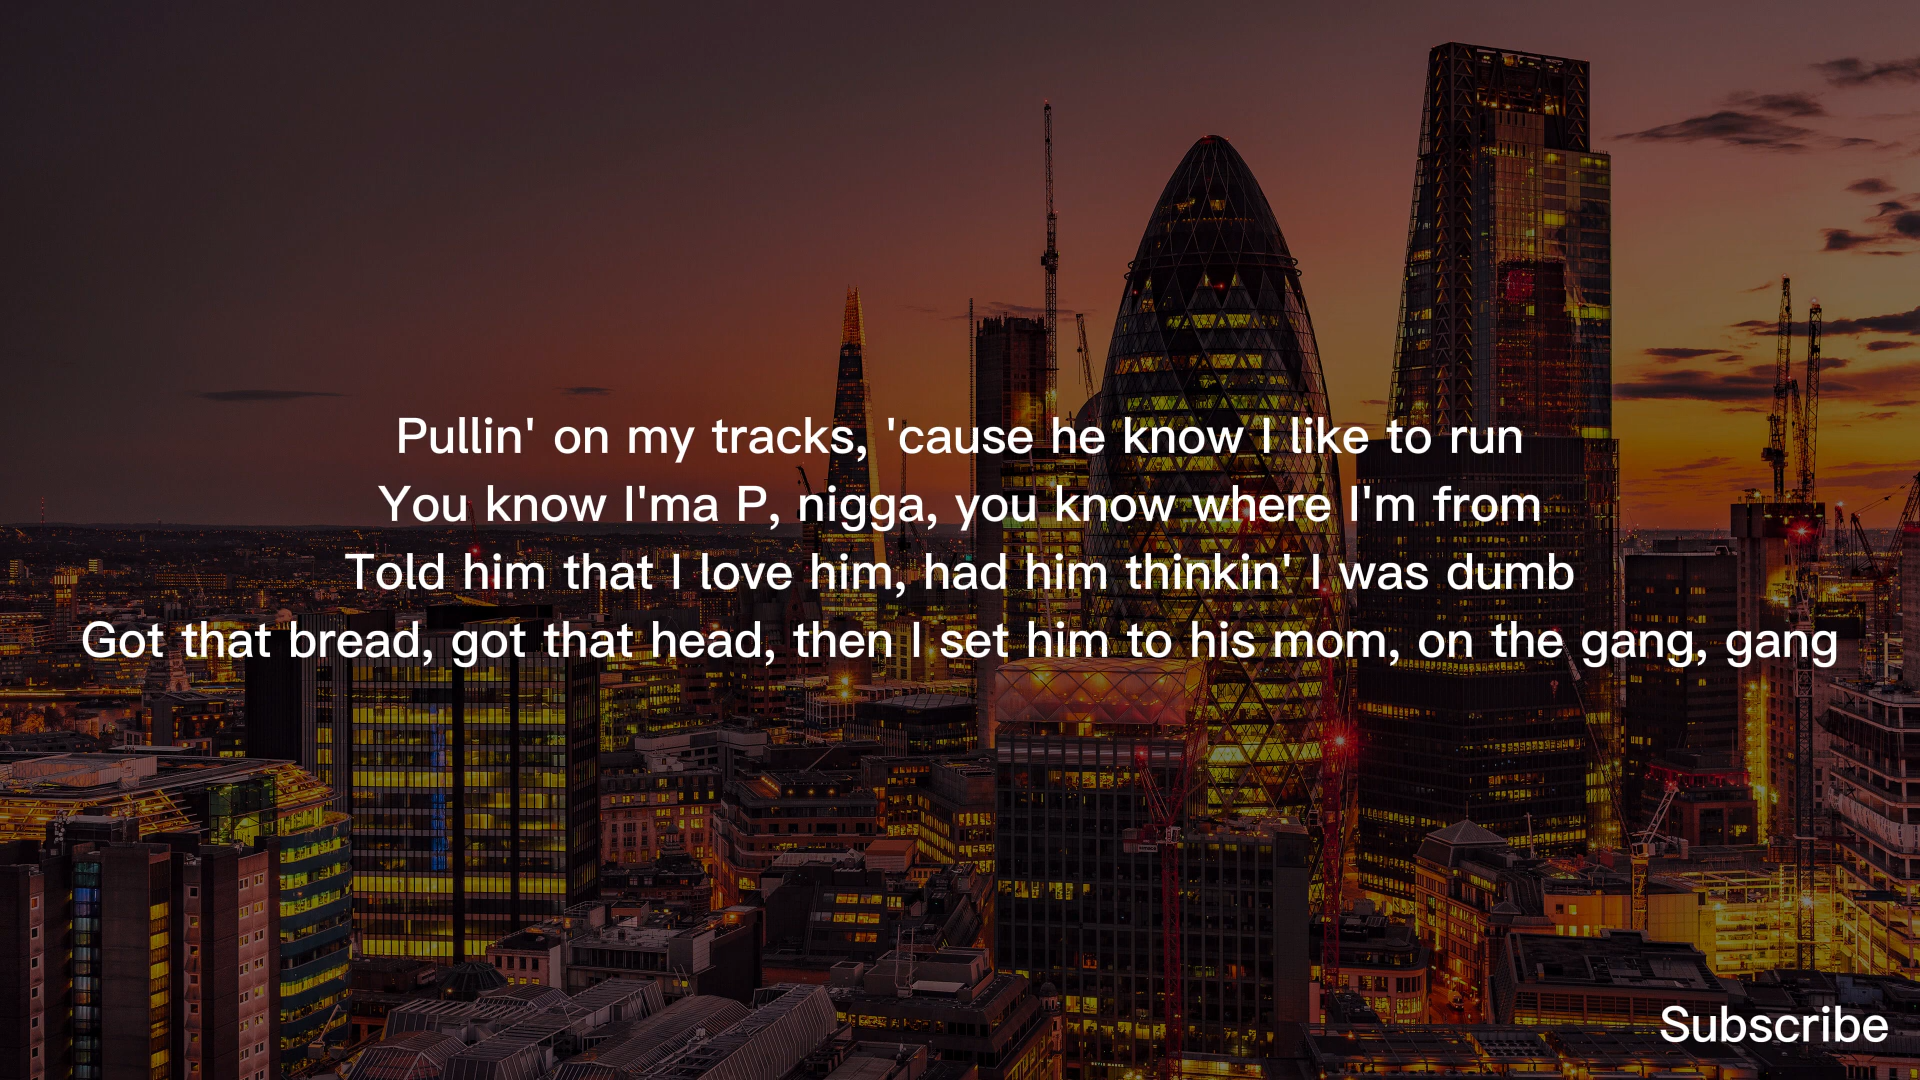 Pullin' on my tracks, 'cause he know I like to run
You know I'ma P, nigga, you know where I'm from
Told him that I love him, had him thinkin' I was dumb
Got that bread, got that head, then I set him to his mom, on the gang, gang
Subscribe